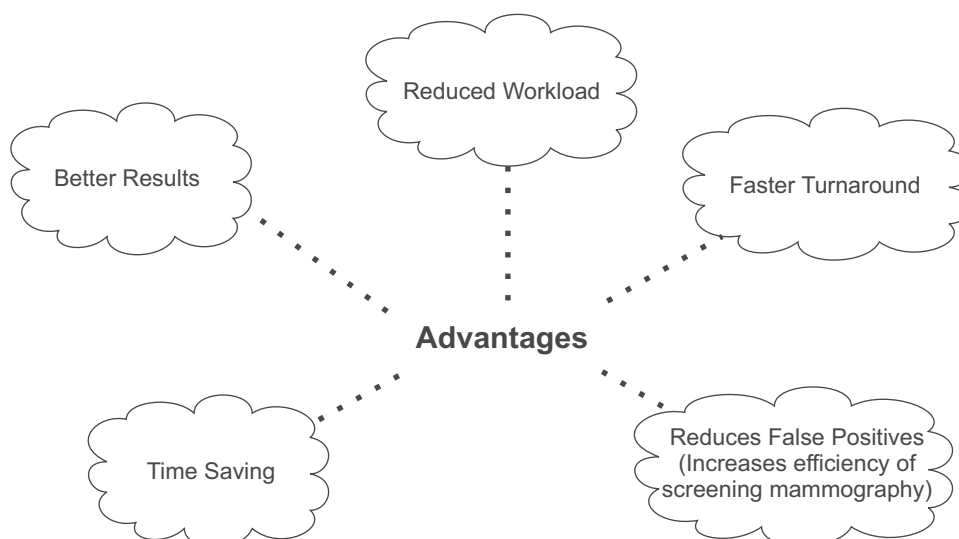 Reduced Workload
Better Results
Faster Turnaround
Advantages
Time Saving
Reduces False Positives
(Increases efficiency of
screening mammography)